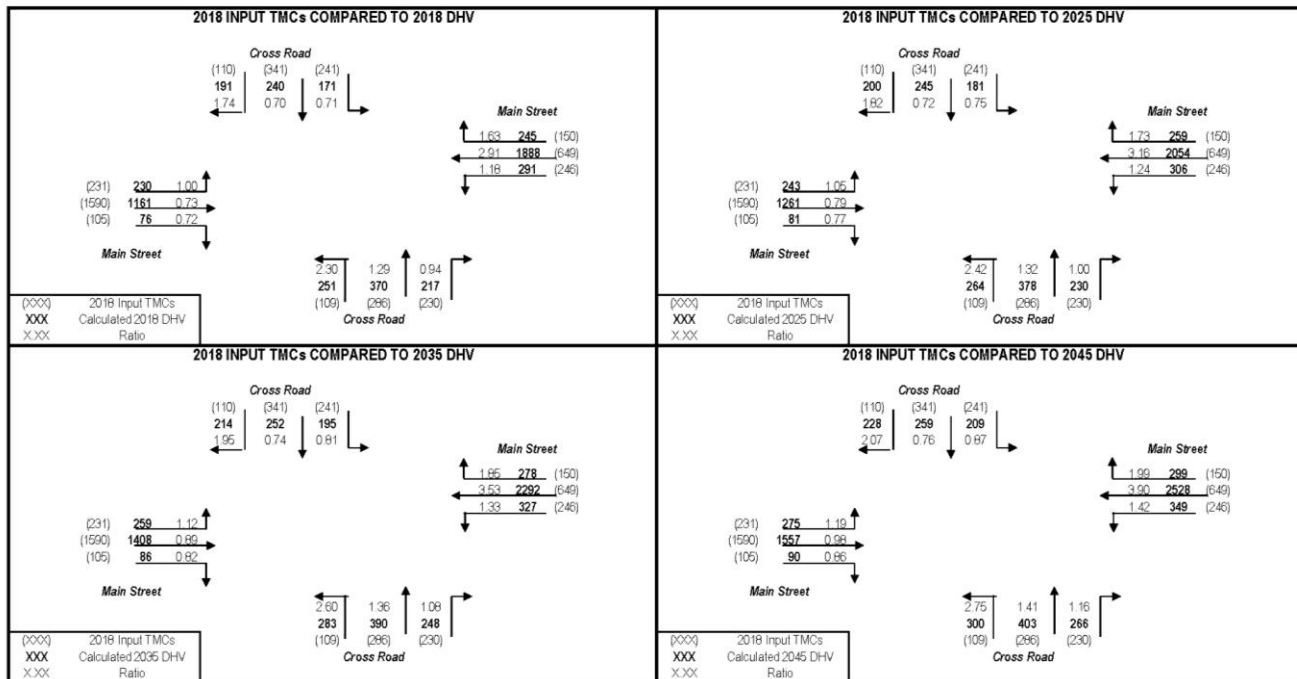 2018 INPUT TMCs COMPARED TO 2018 DHV
Cross Road
(110) (341) (241)
191 240 171
1.74 0.70 0.71
Main Street
1.63 245 (150)
2.91 1888 (649)
1.18 291 (246)
(231) 230 1.00
(1590) 1161 0.73
(105) 76 0.72
Main Street
2.30 1.29 0.94
251 370 217
(109) (286) (230)
Cross Road
(XXX) 2018 Input TMCs
XXX Calculated 2018 DHV
X.XX Ratio
2018 INPUT TMCs COMPARED TO 2025 DHV
Cross Road
(110) (341) (241)
200 245 181
1.82 0.72 0.75
Main Street
1.73 259 (150)
3.16 2054 (649)
1.24 306 (246)
(231) 243 1.05
(1590) 1261 0.79
(105) 81 0.77
Main Street
2.42 1.32 1.00
264 378 230
(109) (286) (230)
Cross Road
(XXX) 2018 Input TMCs
XXX Calculated 2025 DHV
X.XX Ratio
2018 INPUT TMCs COMPARED TO 2035 DHV
Cross Road
(110) (341) (241)
214 252 195
1.95 0.74 0.81
Main Street
1.85 278 (150)
3.53 2292 (649)
1.33 327 (246)
(231) 259 1.12
(1590) 1408 0.89
(105) 86 0.82
Main Street
2.60 1.36 1.08
283 390 248
(109) (286) (230)
Cross Road
(XXX) 2018 Input TMCs
XXX Calculated 2035 DHV
X.XX Ratio
2018 INPUT TMCs COMPARED TO 2045 DHV
Cross Road
(110) (341) (241)
228 259 209
2.07 0.76 0.87
Main Street
1.99 299 (150)
3.90 2528 (649)
1.42 349 (246)
(231) 275 1.19
(1590) 1557 0.98
(105) 90 0.86
Main Street
2.75 1.41 1.16
300 403 266
(109) (286) (230)
Cross Road
(XXX) 2018 Input TMCs
XXX Calculated 2045 DHV
X.XX Ratio